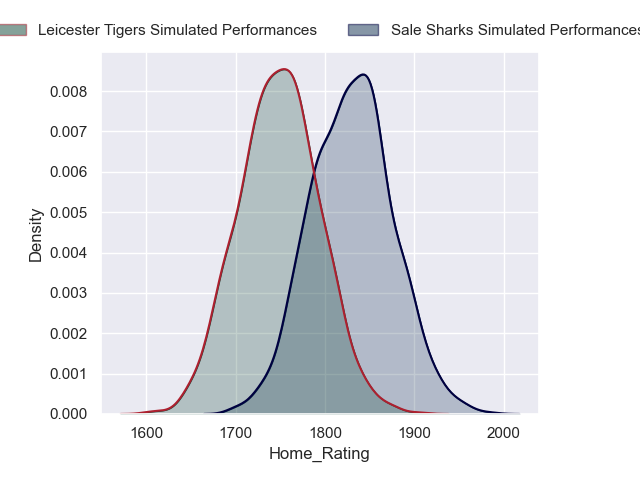 Leicester Tigers Simulated Performances Sale Sharks Simulated Performances
0.008
0.007
0.006
0.005
0.004
0.003
0.002
0.001
0.000
Density
1600 1700 1800 1900 2000
Home_Rating